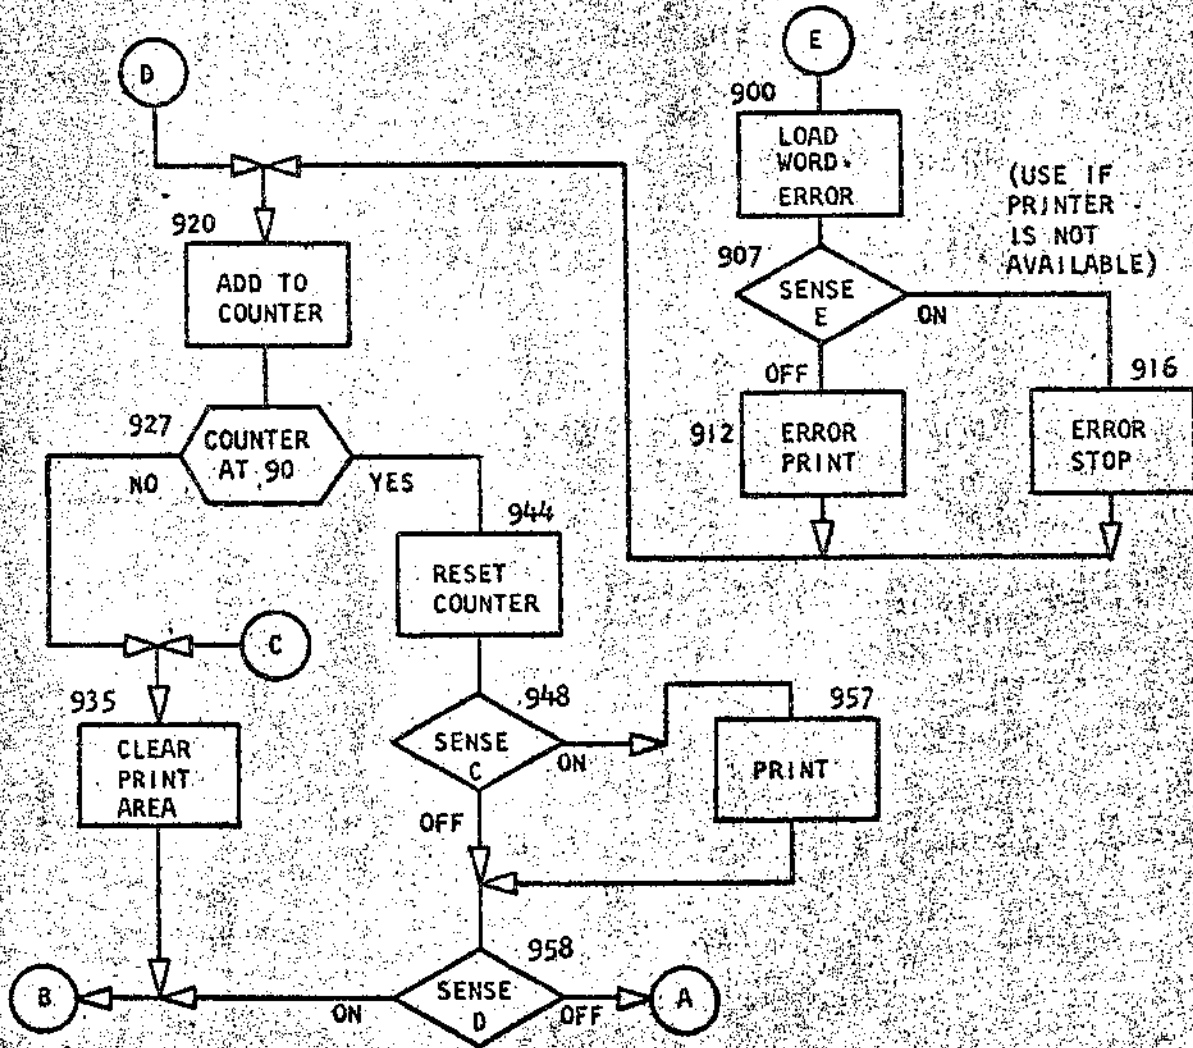 E
D
900
LOAD
WORD
ERROR
(USE IF
PRINTER
IS NOT
AVAILABLE)
920
ADD TO
COUNTER
907
SENSE
E
ON
OFF
916
ERROR
STOP
912
ERROR
PRINT
927
COUNTER
AT 90
NO
YES
944
RESET
COUNTER
C
935
CLEAR
PRINT
AREA
948
SENSE
C
ON
OFF
957
PRINT
958
SENSE
D
ON
OFF
B
A